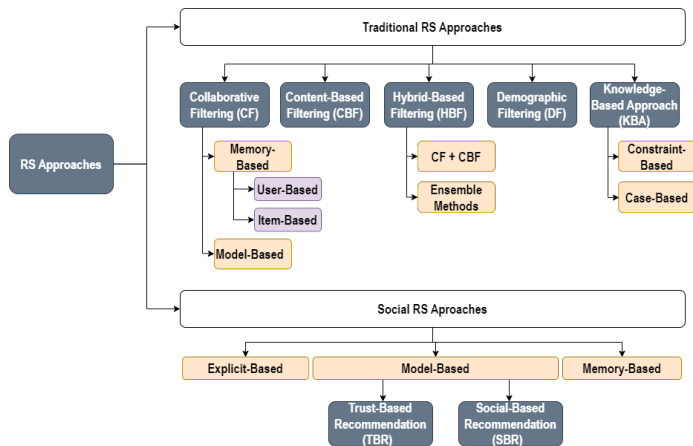 Traditional RS Approaches
Collaborative
Filtering (CF)
Content-Based
Filtering (CBF)
Hybrid-Based
Filtering (HBF)
Demographic
Filtering (DF)
Knowledge-
Based Approach
(KBA)
RS Approaches
Memory-
Based
User-Based
Item-Based
Model-Based
CF + CBF
Ensemble
Methods
Constraint-
Based
Case-Based
Social RS Aproaches
Explicit-Based
Model-Based
Memory-Based
Trust-Based
Recommendation
(TBR)
Social-Based
Recommendation
(SBR)